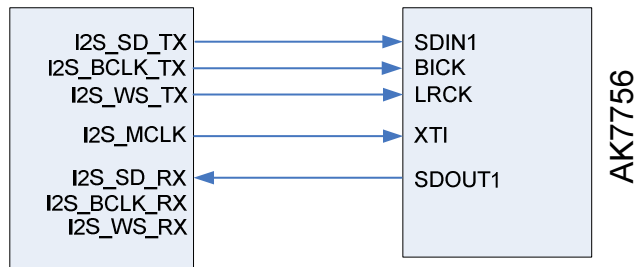 I2S_SD_TX
I2S_BCLK_TX
I2S_WS_TX
I2S_MCLK
I2S_SD_RX
I2S_BCLK_RX
I2S_WS_RX
SDIN1
BICK
LRCK
XTI
SDOUT1
AK7756